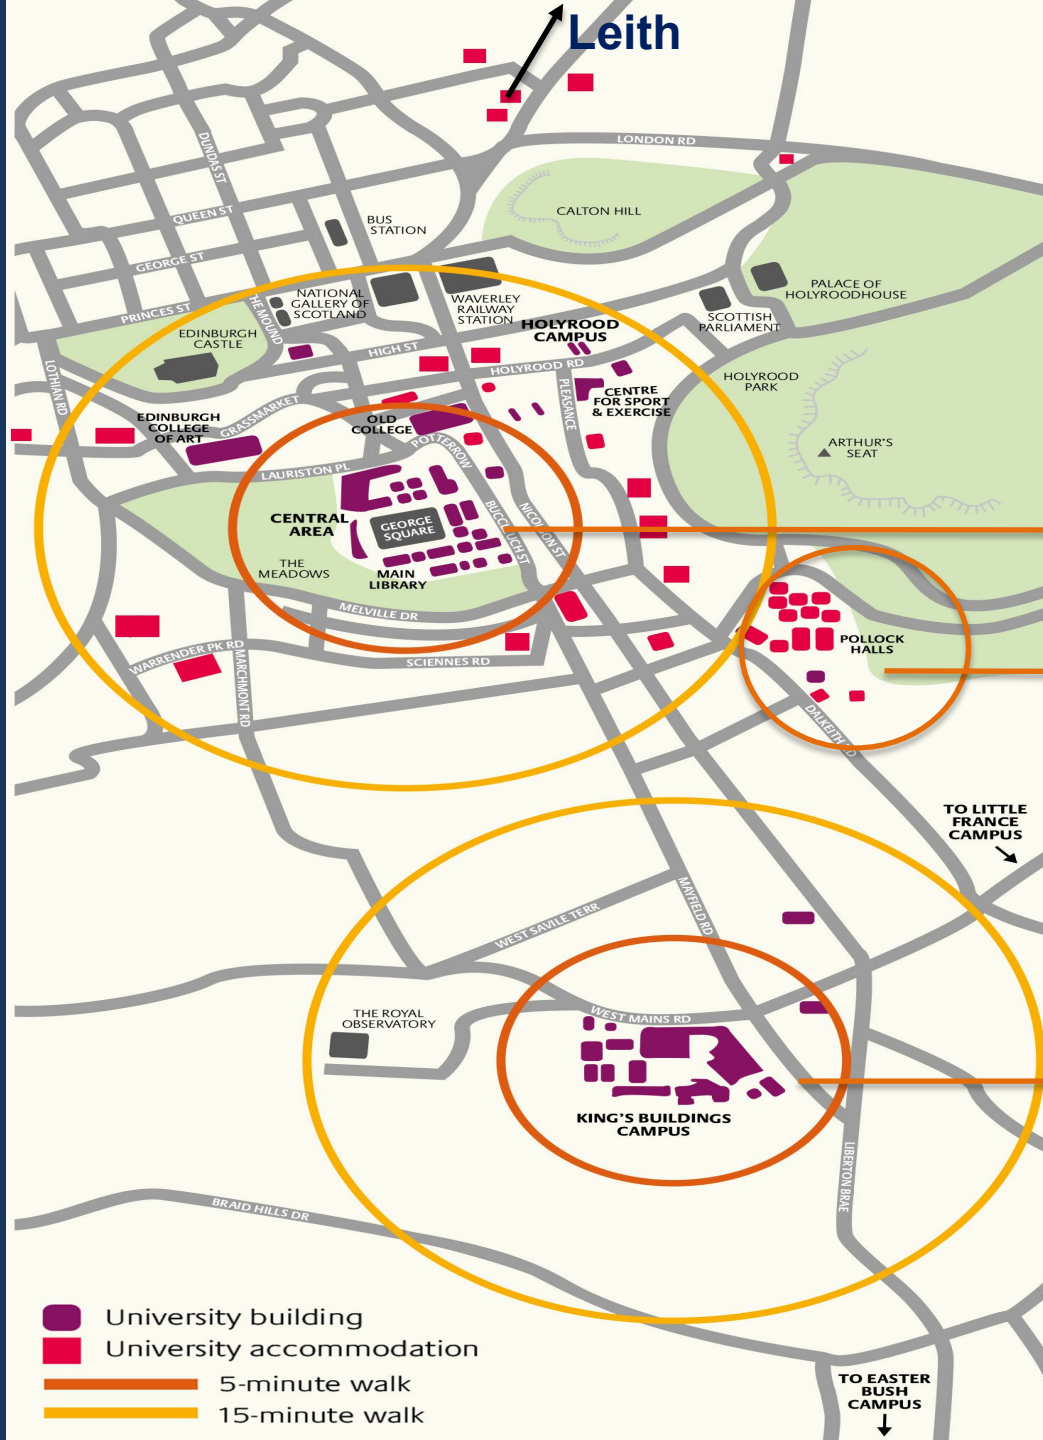 Leith
LONDON RD
DUNDAS ST
CALTON HILL
QUEEN ST
BUS
STATION
GEORGE ST
PALACE OF
HOLYROODHOUSE
NATIONAL
GALLERY OF
SCOTLAND
WAVERLEY
RAILWAY
STATION
PRINCES ST
THE MOUND
SCOTTISH
PARLIAMENT
HOLYROOD
CAMPUS
EDINBURGH
CASTLE
HIGH ST
HOLYROOD RD
LOTHIAN RD
PLEASANCE
CENTRE
FOR SPORT
& EXERCISE
HOLYROOD
PARK
EDINBURGH
COLLEGE
OF ART
GRASSMARKET
OLD
COLLEGE
POTTERROW
ARTHUR'S
SEAT
LAURISTON PL
CENTRAL
AREA
GEORGE
SQUARE
BUCCLEUCH ST
NICOLSON ST
THE
MEADOWS
MAIN
LIBRARY
MELVILLE DR
WARRENDER PK RD
MARCHMONT RD
SCIENNES RD
POLLOCK
HALLS
DALKEITH RD
TO LITTLE
FRANCE
CAMPUS
MAYFIELD RD
WEST SAVILE TERR
THE ROYAL
OBSERVATORY
WEST MAINS RD
KING'S BUILDINGS
CAMPUS
LIBERTON BRAE
BRAID HILLS DR
University building
University accommodation
5-minute walk
15-minute walk
TO EASTER
BUSH
CAMPUS